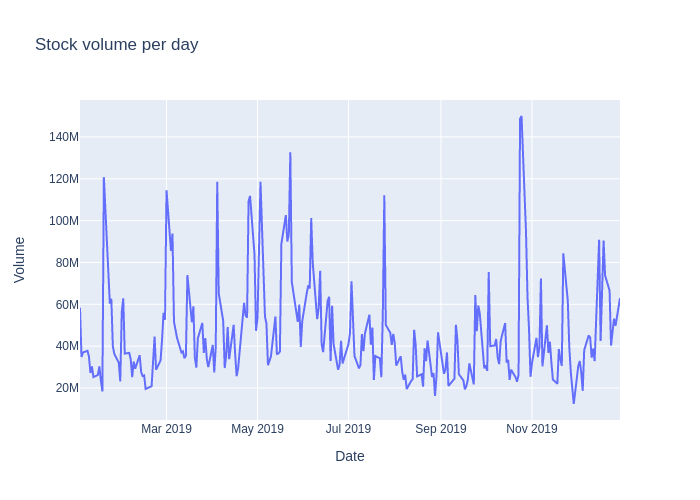 Stock volume per day
140M
120M
100M
80M
60M
40M
20M
Volume
Mar 2019
May 2019
Jul 2019
Sep 2019
Nov 2019
Date